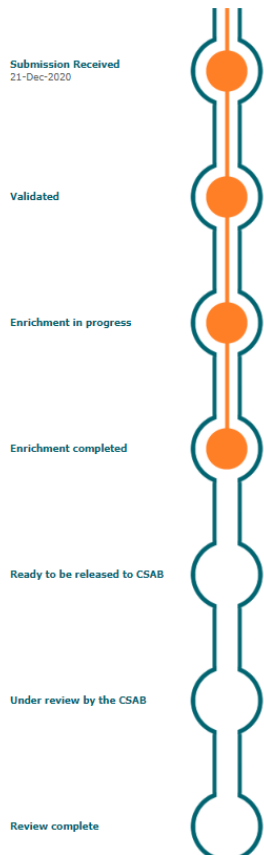 Submission Received
21-Dec-2020
Validated
Enrichment in progress
Enrichment completed
Ready to be released to CSAB
Under review by the CSAB
Review complete